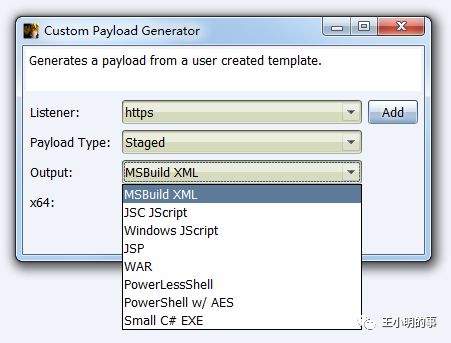 Custom Payload Generator
Generates a payload from a user created template.
Listener: https Add
Payload Type: Staged
Output: MSBuild XML
x64:
MSBuild XML
JSC JScript
Windows JScript
JSP
WAR
PowerLessShell
PowerShell w/ AES
Small C# EXE
王小明的事